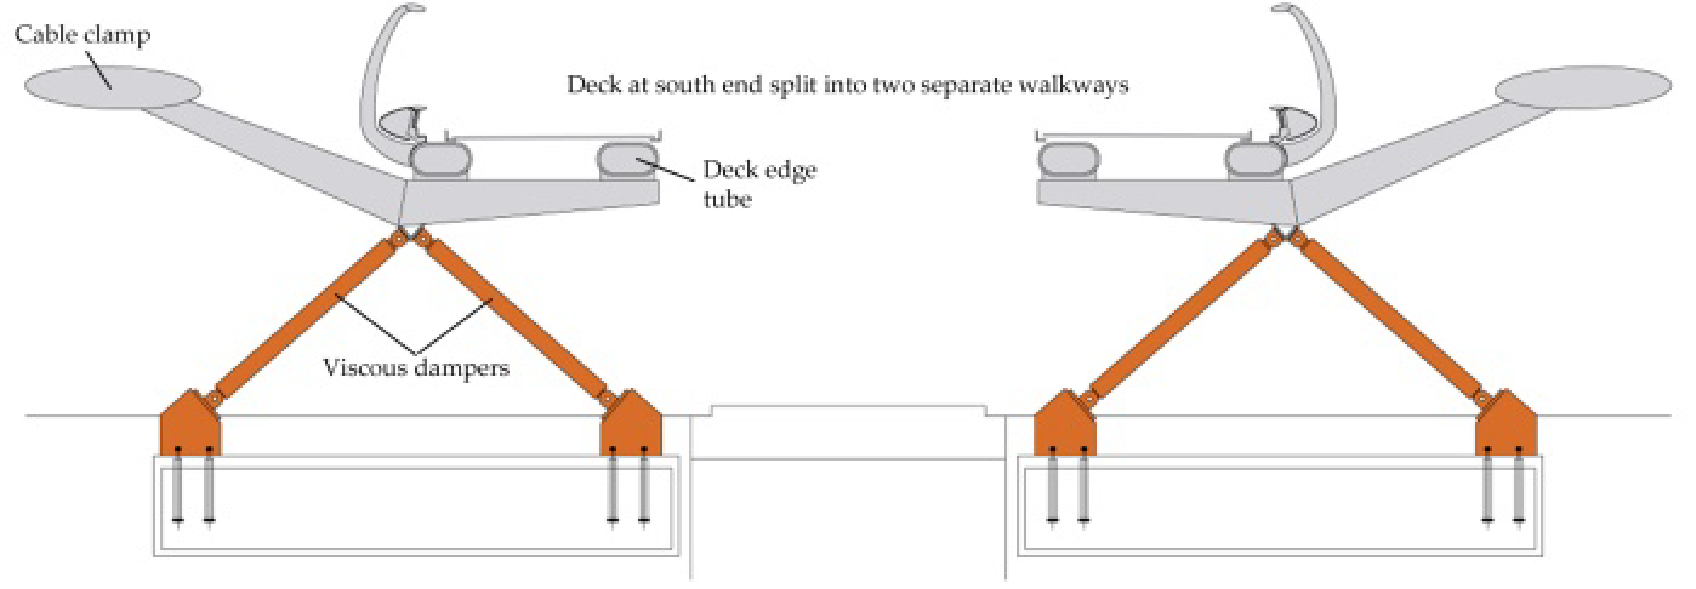 Cable clamp
Deck at south end split into two separate walkways
Deck edge
tube
Viscous dampers